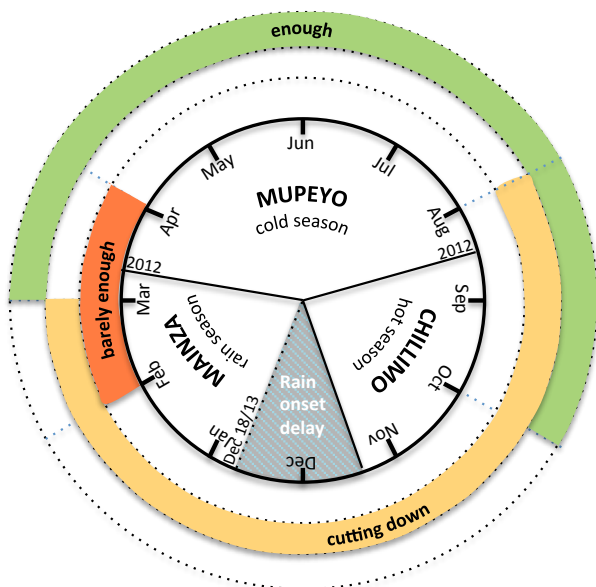 enough
Jun
May
Jul
MUPEYO
cold season
Apr
Aug
2012
2012
barely enough
Mar
MAINZA
rain season
CHILLIMO
hot season
Sep
Feb
Rain
onset
delay
Oct
Jan
Dec 18/13
Dec
Nov
cutting down